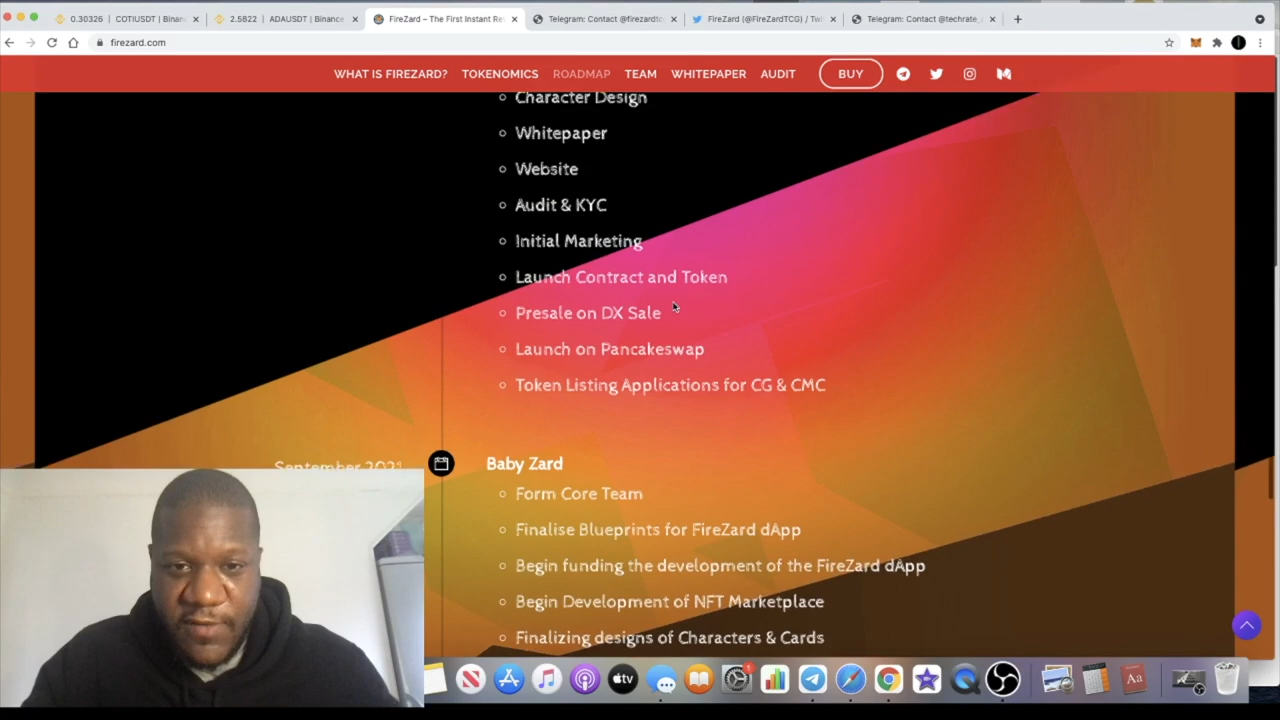 0.30326 | COTIUSDT | Binan
2.5822 | ADAUSDT | Binance
FireZard – The First Instant Re
Telegram: Contact @firezardtc
FireZard (@FireZardTCG) / Twi
Telegram: Contact @techrate_
firezard.com
WHAT IS FIREZARD?
TOKENOMICS
ROADMAP
TEAM
WHITEPAPER
AUDIT
BUY
Character Design
Whitepaper
Website
Audit & KYC
Initial Marketing
Launch Contract and Token
Presale on DX Sale
Launch on Pancakeswap
Token Listing Applications for CG & CMC
September 2021
Baby Zard
Form Core Team
Finalise Blueprints for FireZard dApp
Begin funding the development of the FireZard dApp
Begin Development of NFT Marketplace
Finalizing designs of Characters & Cards
tv
Aa